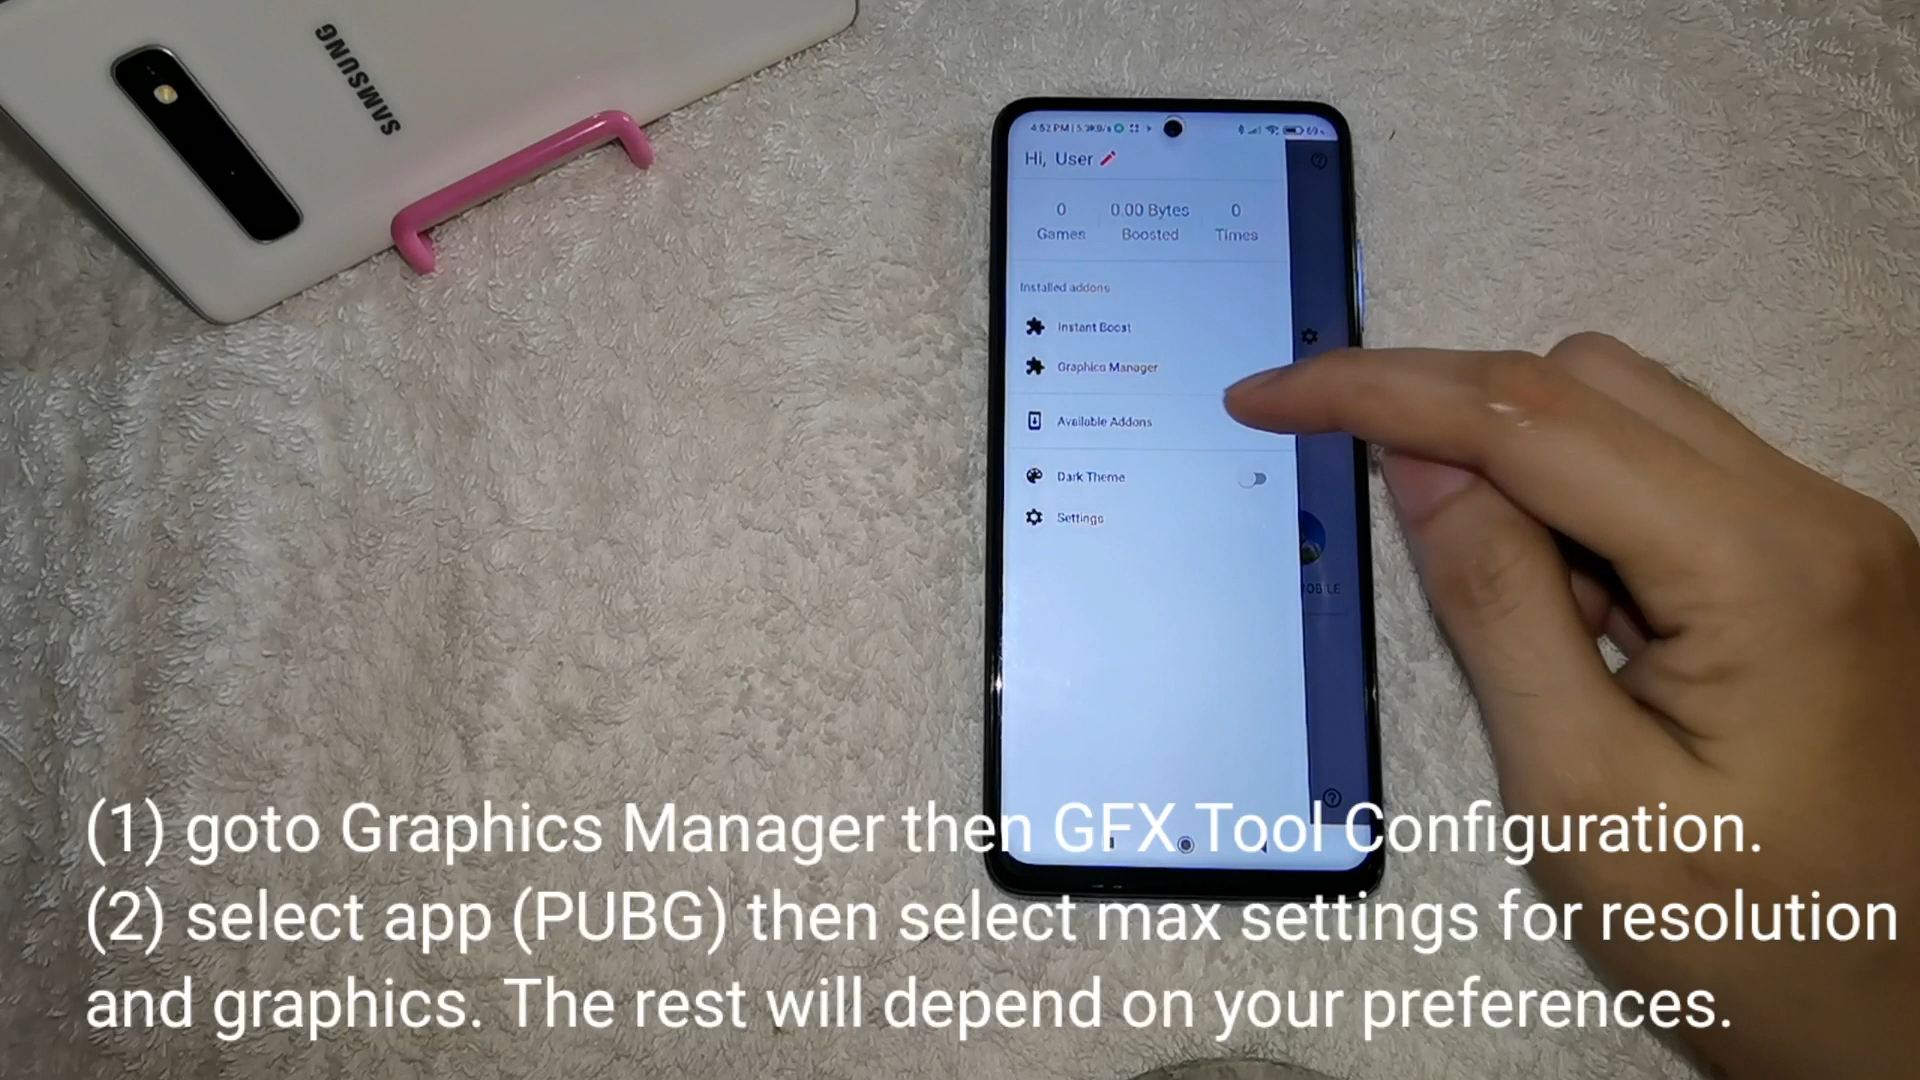 SAMSUNG
4:52 PM | 5.3KB/s
Hi, User
0 0.00 Bytes 0
Games Boosted Times
Installed addons
Instant Boost
Graphics Manager
Available Addons
Dark Theme
Settings
(1) goto Graphics Manager then GFX Tool Configuration.
(2) select app (PUBG) then select max settings for resolution
and graphics. The rest will depend on your preferences.